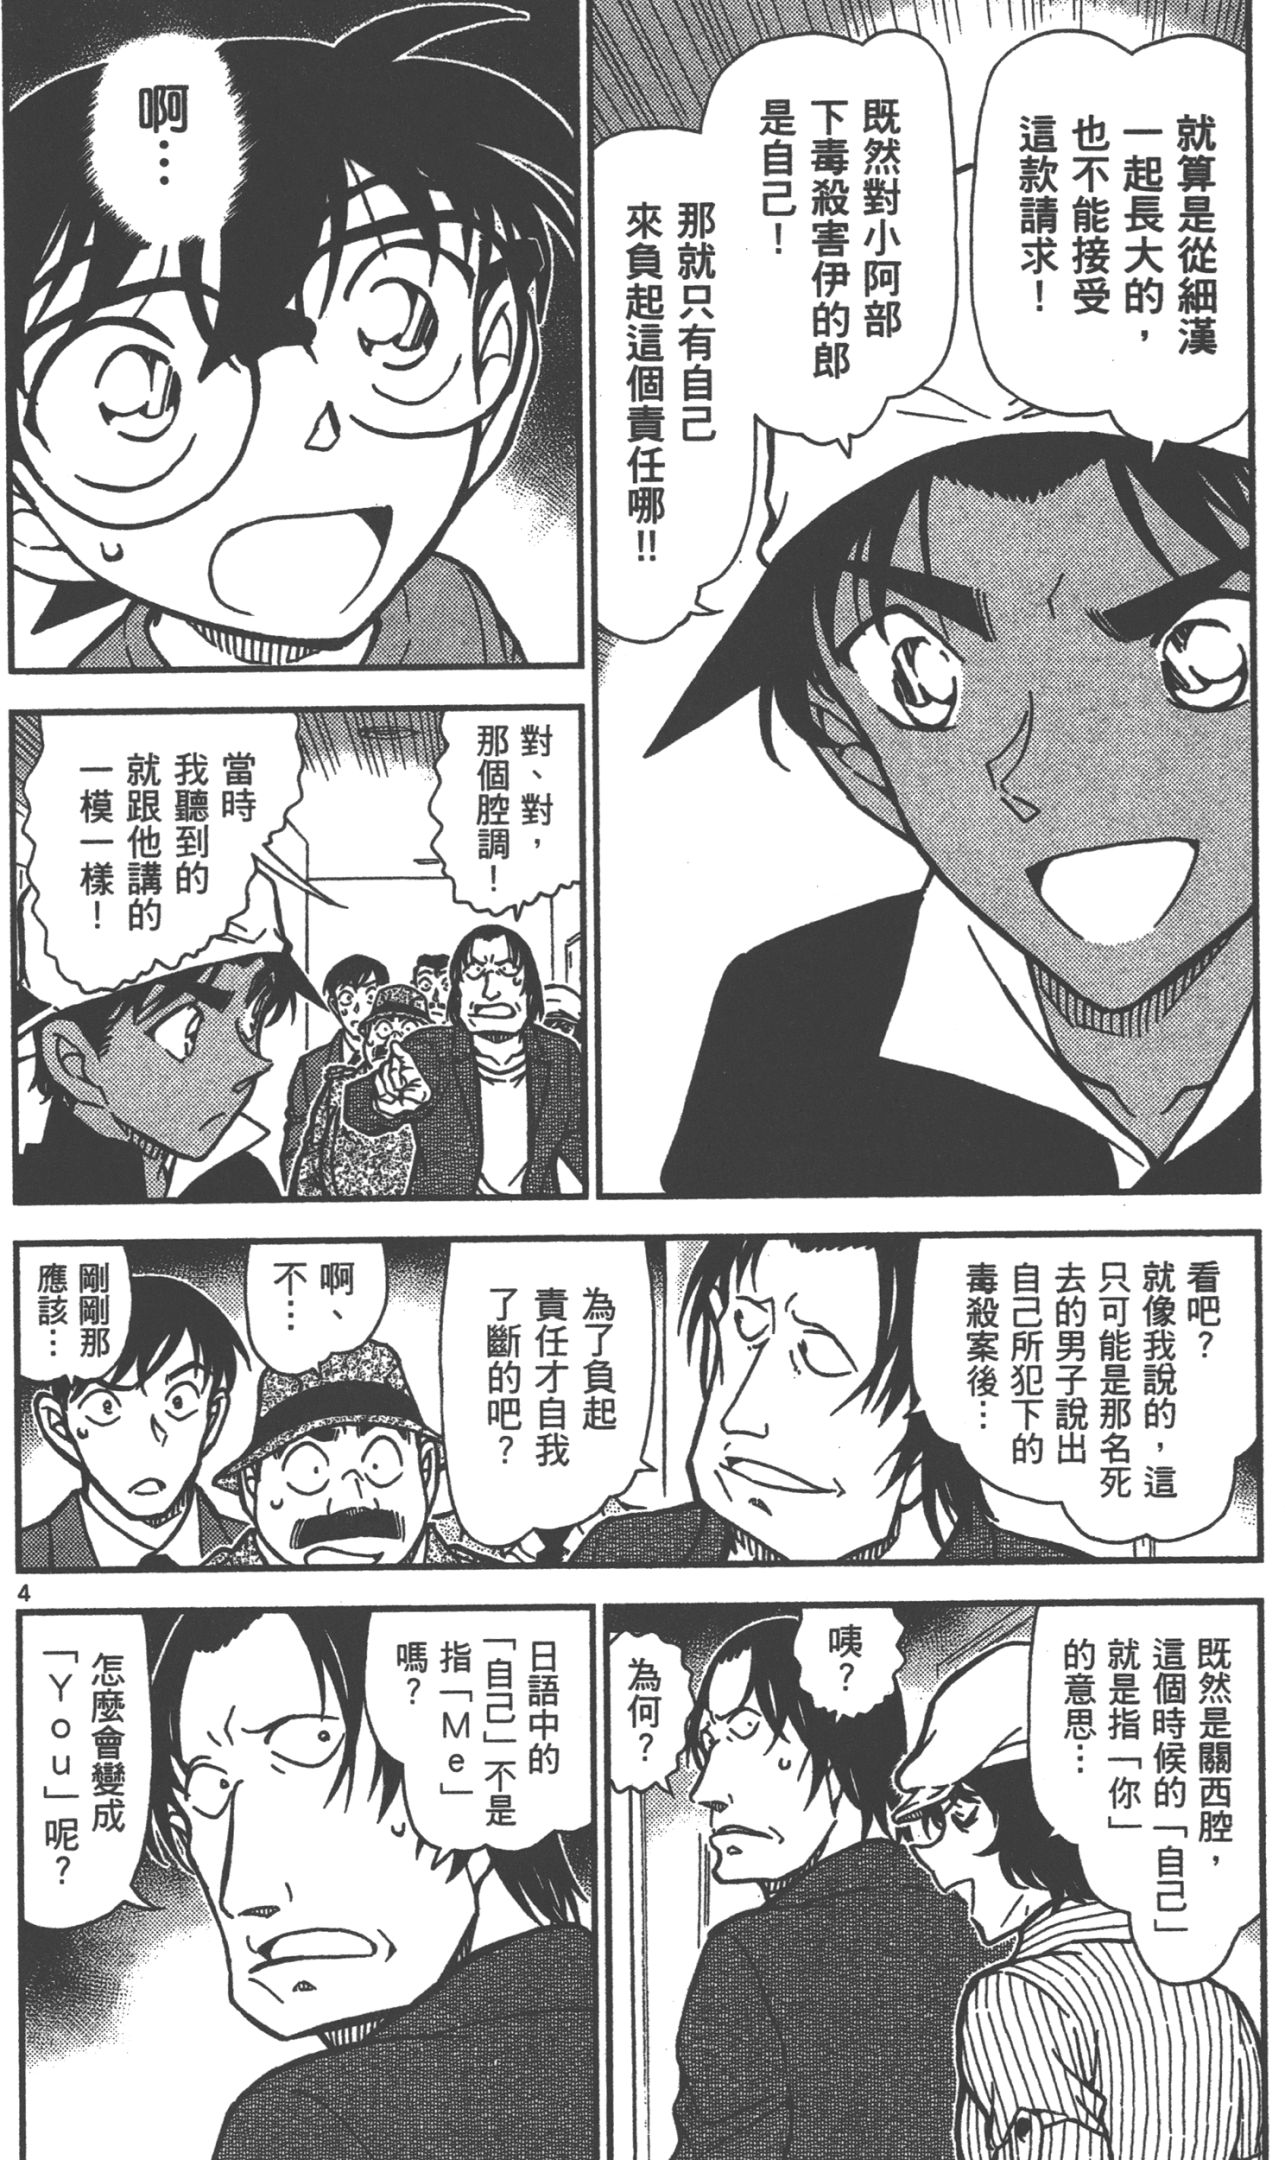 就算是從細漢
一起長大的，
也不能接受
這款請求！
既然對小阿部
下毒殺害伊的郎
是自己！
那就只有自己
來負起這個責任哪!!
啊…
對、對，
那個腔調！
當時
我聽到的
就跟他講的
一模一樣！
看吧？
就像我說的，這
只可能是那名死
去的男子說出
自己所犯下的
毒殺案後…
為了負起
責任才自我
了斷的吧？
啊、
不…
剛剛那
應該…
4
既然是關西腔，
這個時候的「自己」
就是指「你」
的意思…
咦？
為何？
日語中的
「自己」不是
指「Me」
嗎？
怎麼會變成
「You」呢？